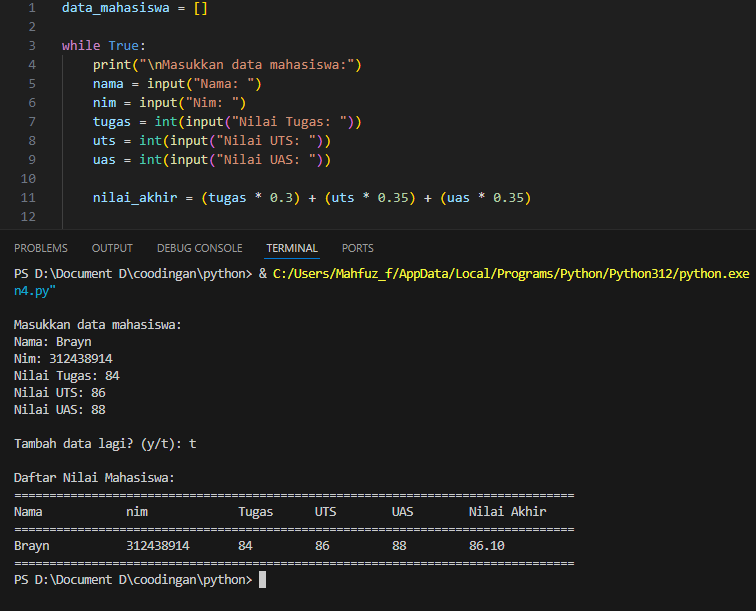 1 data_mahasiswa = []
2
3 while True:
4 print("\nMasukkan data mahasiswa:")
5 nama = input("Nama: ")
6 nim = input("Nim: ")
7 tugas = int(input("Nilai Tugas: "))
8 uts = int(input("Nilai UTS: "))
9 uas = int(input("Nilai UAS: "))
10
11 nilai_akhir = (tugas * 0.3) + (uts * 0.35) + (uas * 0.35)
12
PROBLEMS OUTPUT DEBUG CONSOLE TERMINAL PORTS
PS D:\Document D\coodingan\python> & C:/Users/Mahfuz_f/AppData/Local/Programs/Python/Python312/python.exe
n4.py"
Masukkan data mahasiswa:
Nama: Brayn
Nim: 312438914
Nilai Tugas: 84
Nilai UTS: 86
Nilai UAS: 88
Tambah data lagi? (y/t): t
Daftar Nilai Mahasiswa:
================================================================================
Nama nim Tugas UTS UAS Nilai Akhir
================================================================================
Brayn 312438914 84 86 88 86.10
================================================================================
PS D:\Document D\coodingan\python>